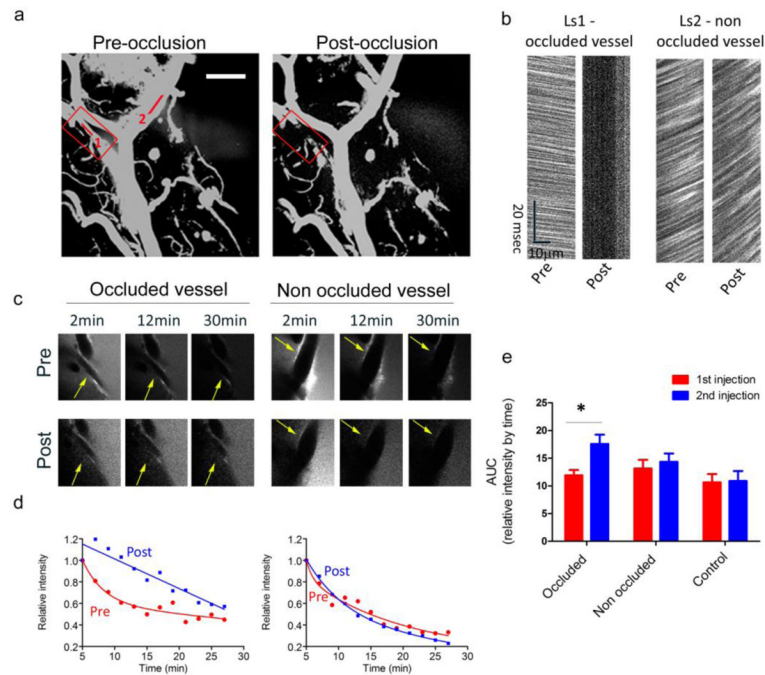 a
Pre-occlusion
Post-occlusion
1
2
b
Ls1 -
occluded vessel
Ls2 - non
occluded vessel
20 msec
10μm
Pre
Post
Pre
Post
c
Occluded vessel
Non occluded vessel
2min
12min
30min
2min
12min
30min
Pre
Post
d
Relative intensity
1.2
1.0
0.8
0.6
0.4
0.2
Post
Pre
5
10
15
20
25
30
Time (min)
Relative intensity
1.2
1.0
0.8
0.6
0.4
0.2
Post
Pre
5
10
15
20
25
30
Time (min)
e
1st injection
2nd injection
AUC
(relative intensity by time)
25
20
15
10
5
0
*
Occluded
Non occluded
Control